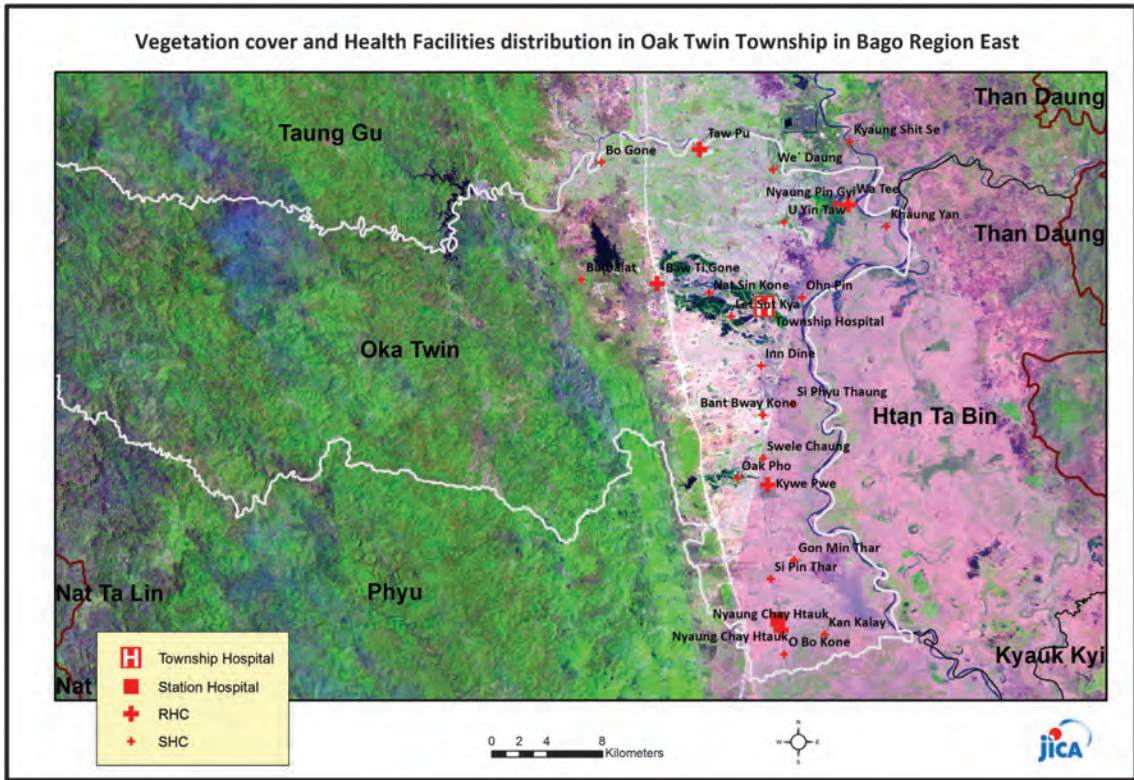 Vegetation cover and Health Facilities distribution in Oak Twin Township in Bago Region East
Than Daung
Taung Gu
Kyaung Shit Se
Taw Pu
Bo Gone
We' Daung
Nyaung Pin Gyi
Wa Tee
U Yin Taw
Khaung Yan
Than Daung
Baw Ti Gone
Nat Sin Kone
Ohn Pin
Let Sut Kya
Township Hospital
Oka Twin
Inn Dine
Si Phyu Thaung
Bant Bway Kone
Htan Ta Bin
Swele Chaung
Oak Pho
Kywe Pwe
Gon Min Thar
Si Pin Thar
Nat Ta Lin
Phyu
Nyaung Chay Htauk
Kan Kalay
Nyaung Chay Htauk
O Bo Kone
Kyauk Kyi
Nat
H Township Hospital
Station Hospital
RHC
SHC
0 2 4 8
Kilometers
N
W E
S
JICA